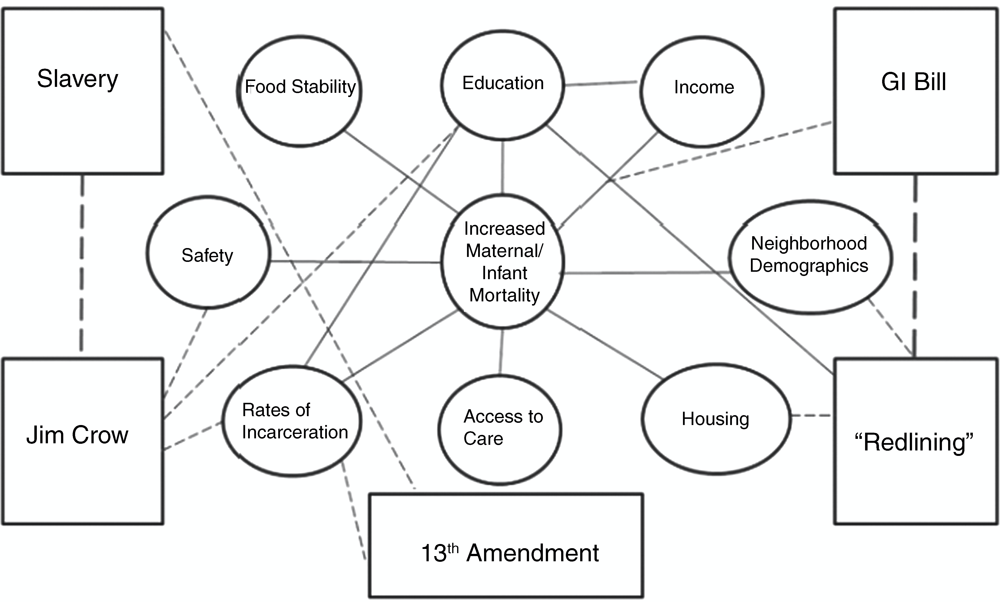 Slavery
Food Stability
Education
Income
GI Bill
Safety
Increased
Maternal/
Infant
Mortality
Neighborhood
Demographics
Jim Crow
Rates of
Incarceration
Access to
Care
Housing
“Redlining”
13th Amendment